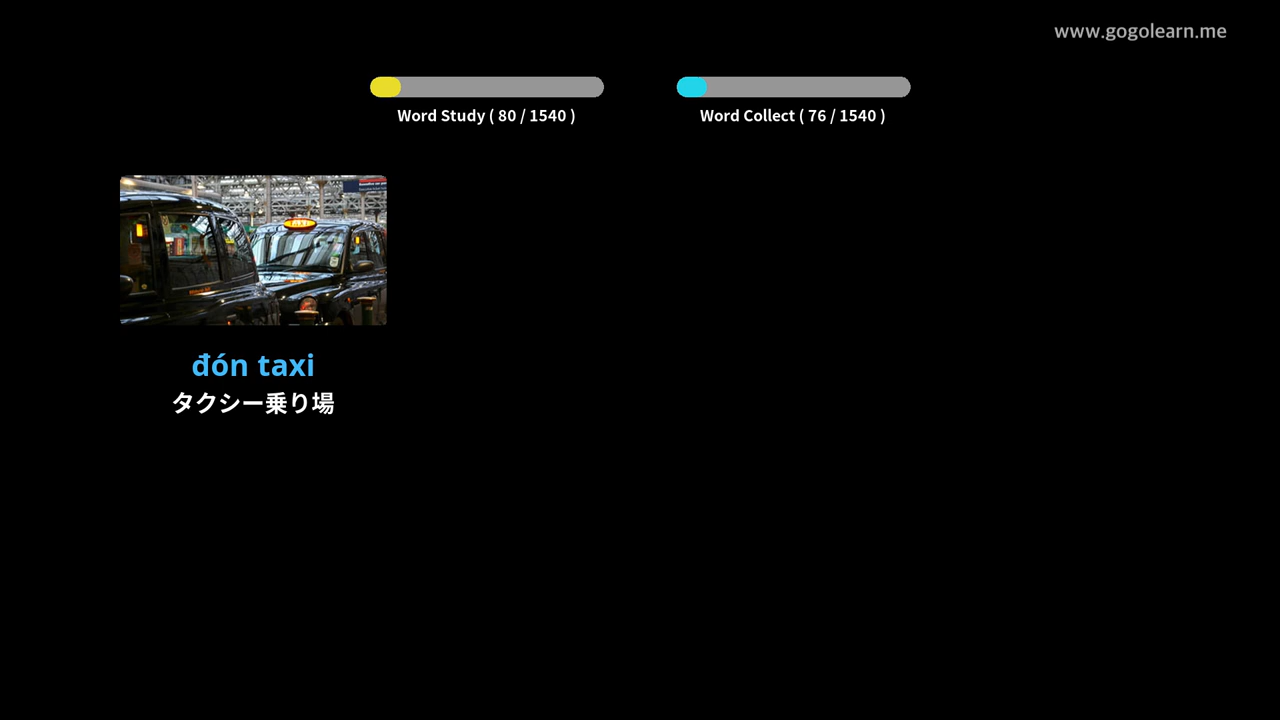 www.gogolearn.me
Word Study ( 80 / 1540 )
Word Collect ( 76 / 1540 )
TAXI
đón taxi
タクシー乗り場